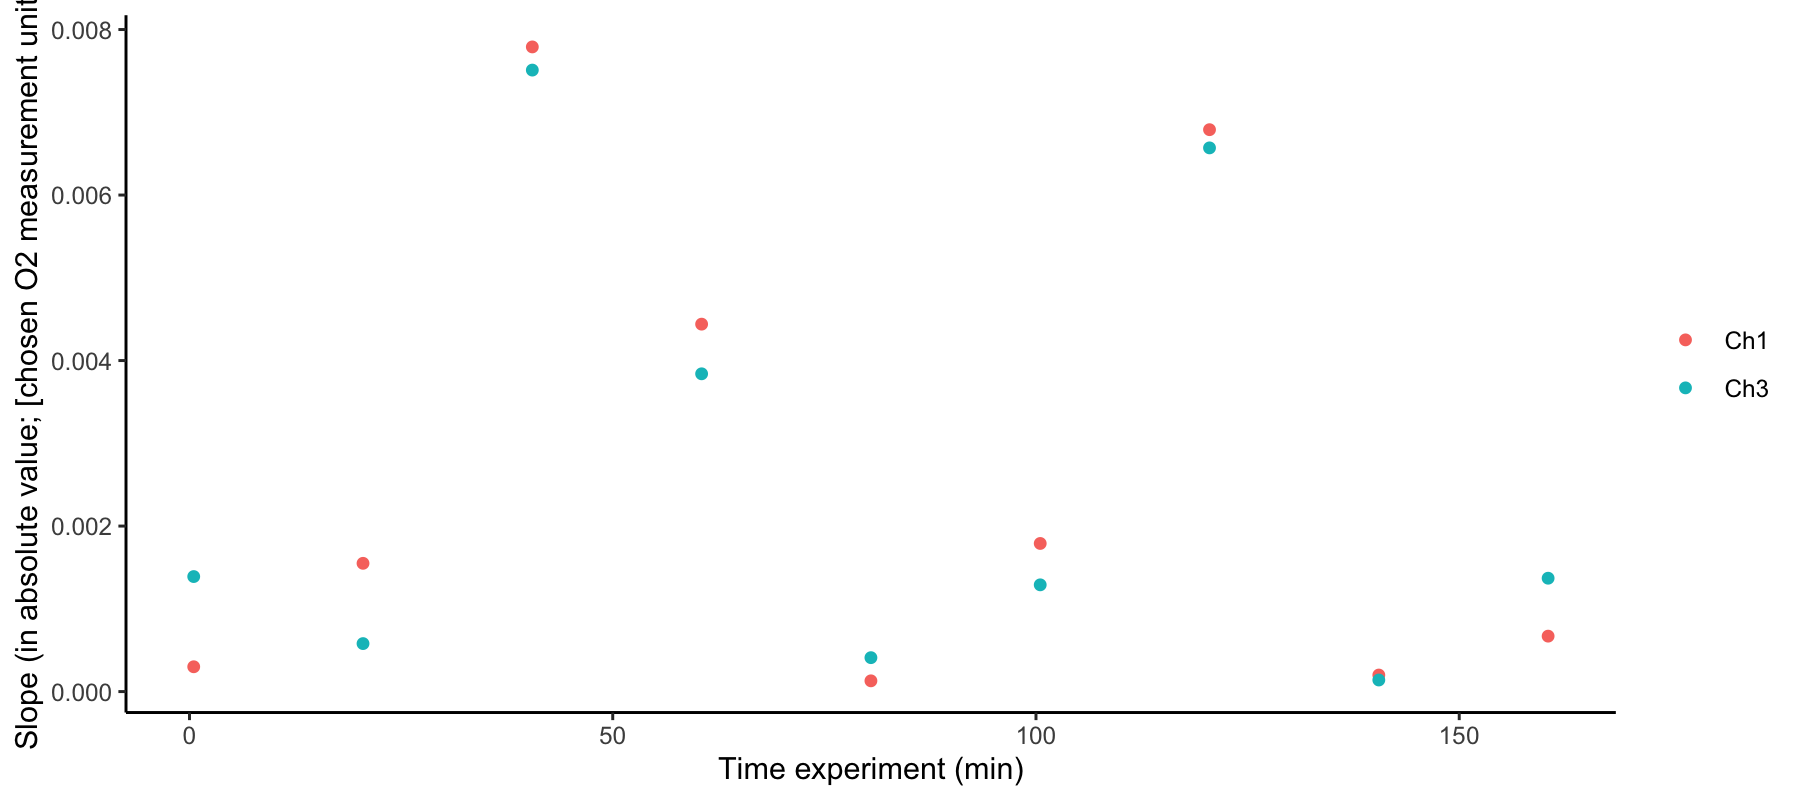 Slope (in absolute value; [chosen O2 measurement unit
0.008
0.006
0.004
0.002
0.000
0
50
100
150
Time experiment (min)
Ch1
Ch3